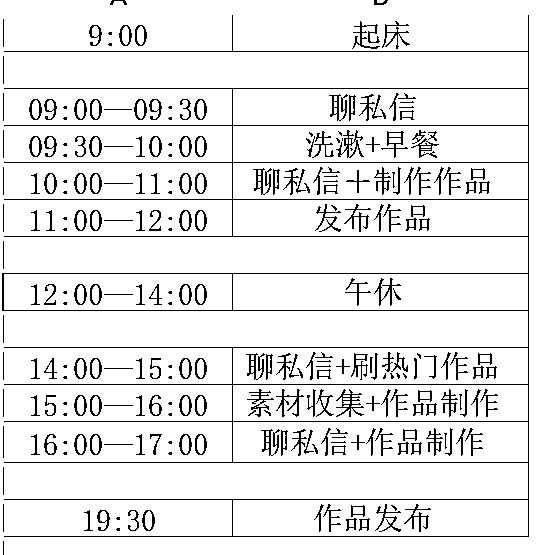 9:00 起床
09:00—09:30 聊私信
09:30—10:00 洗漱+早餐
10:00—11:00 聊私信＋制作作品
11:00—12:00 发布作品
12:00—14:00 午休
14:00—15:00 聊私信+刷热门作品
15:00—16:00 素材收集+作品制作
16:00—17:00 聊私信+作品制作
19:30 作品发布